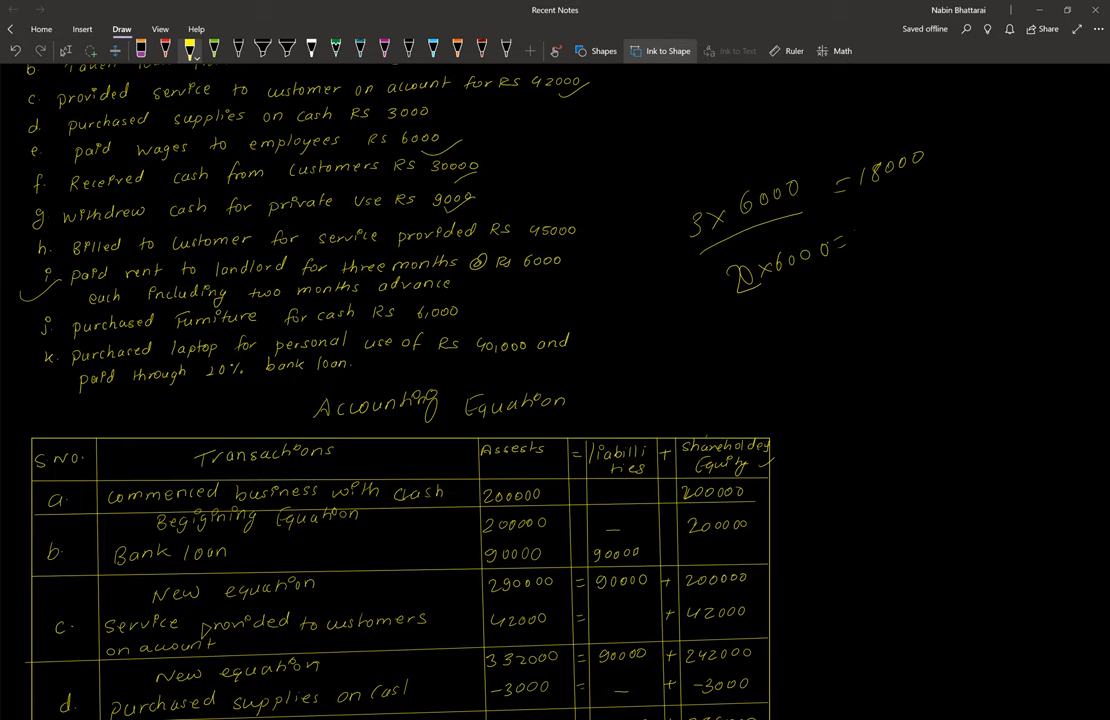 Recent Notes
Nabin Bhattarai
Home Insert Draw View Help
Saved offline
Share
Shapes
Ink to Shape
Ink to Text
Ruler
Math
c. provided service to customer on account for RS 42000
d. purchased supplies on cash RS 3000
e. paid wages to employees RS 6000
f. Received cash from Customers RS 30000
g. Withdrew cash for private use RS 9000
h. Billed to customer for service provided RS 45000
i. paid rent to landlord for three months @ RS 6000
each including two months advance
j. purchased Furniture for cash RS 6,000
k. purchased laptop for personal use of RS 40,000 and
paid through 20% bank loan.
3 x 6000 = 18000
20 x 6000 =
Accounting Equation
S.NO. Transactions Assests = liabilli ties + Shareholder Equity
a. commenced business with cash 200000 200000
Begigining Equation 200000 — 200000
b. Bank loan 90000 90000
New equation 290000 = 90000 + 200000
c. Service provided to customers 42000 = + 42000
on account
New equation 332000 = 90000 + 242000
d. purchased supplies on cash -3000 = — + -3000